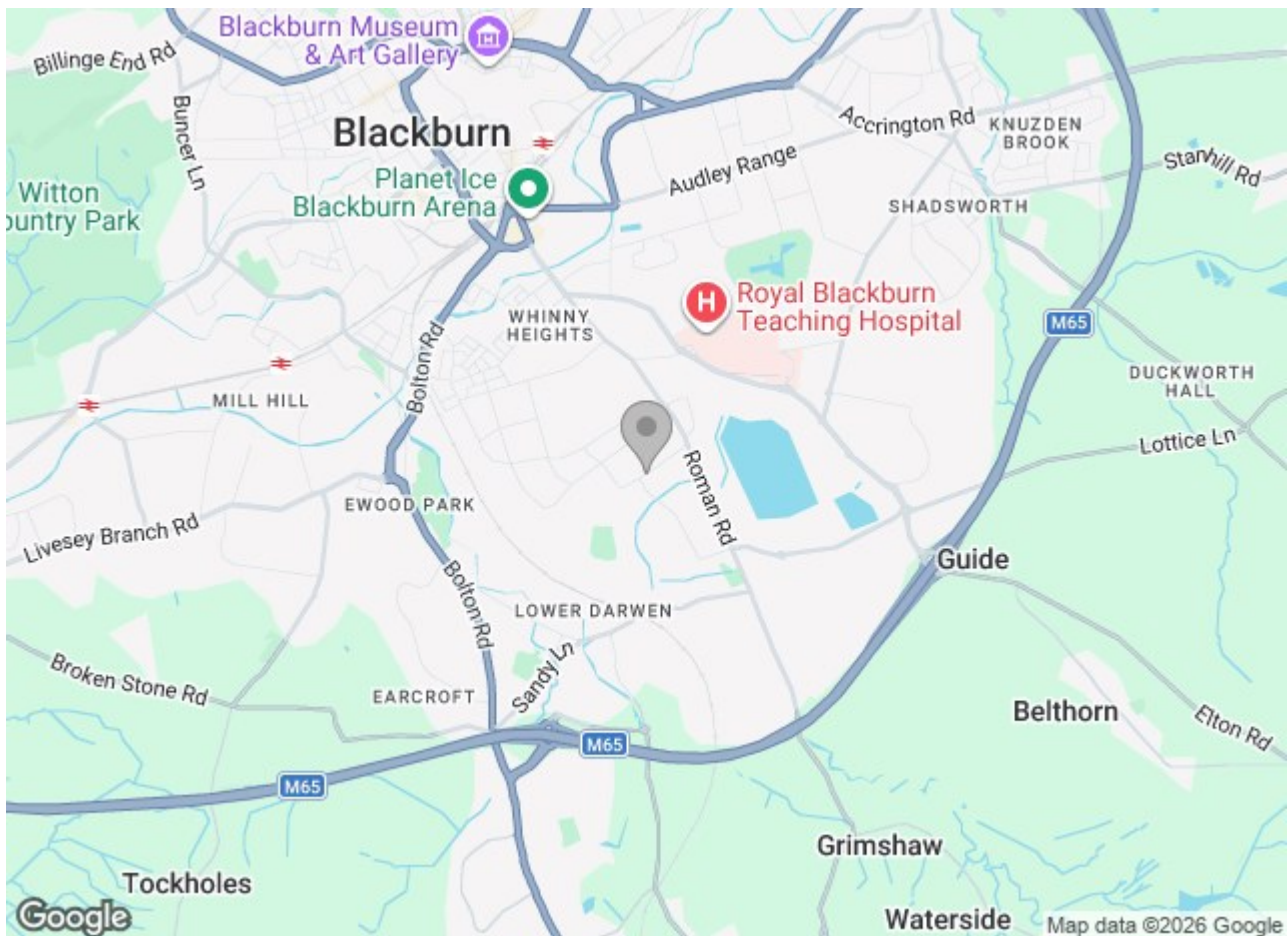 Blackburn Museum
& Art Gallery
Billinge End Rd
Buncer Ln
Blackburn
Accrington Rd
KNUZDEN
BROOK
Audley Range
Stanhill Rd
Planet Ice
Blackburn Arena
Witton
ountry Park
SHADSWORTH
H
Royal Blackburn
Teaching Hospital
WHINNY
HEIGHTS
M65
Bolton Rd
DUCKWORTH
HALL
MILL HILL
Lottice Ln
Roman Rd
EWOOD PARK
Livesey Branch Rd
Guide
Bolton Rd
LOWER DARWEN
Sandy Ln
Broken Stone Rd
EARCROFT
Belthorn
Elton Rd
M65
M65
Grimshaw
Tockholes
Waterside
Google
Map data ©2026 Google